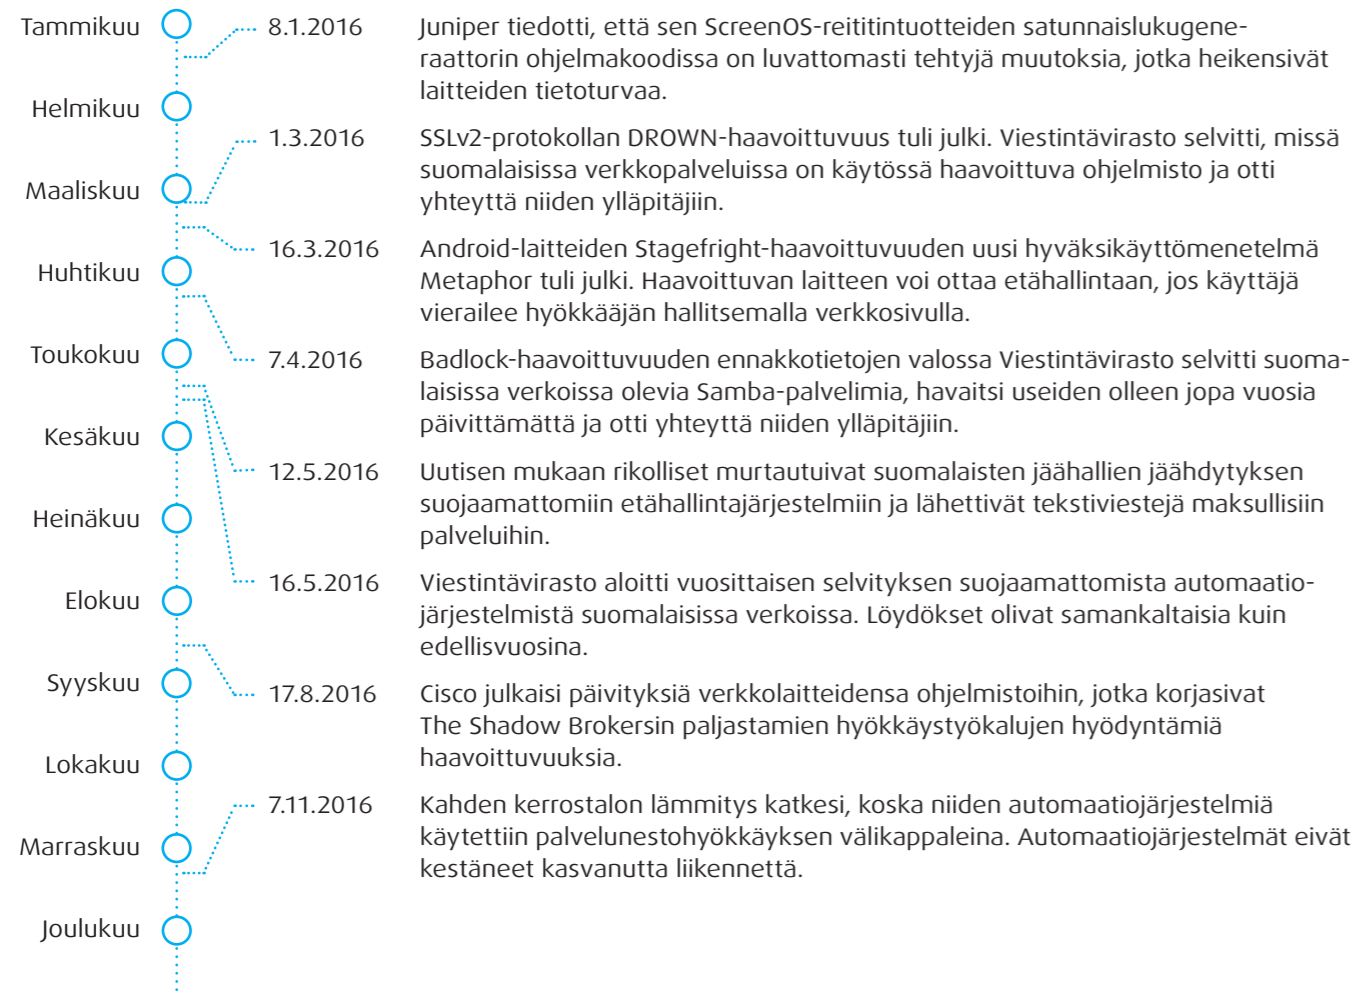 Tammikuu
8.1.2016
Juniper tiedotti, että sen ScreenOS-reititintuotteiden satunnaislukugene-
raattorin ohjelmakoodissa on luvattomasti tehtyjä muutoksia, jotka heikensivät
laitteiden tietoturvaa.
Helmikuu
1.3.2016
SSLv2-protokollan DROWN-haavoittuvuus tuli julki. Viestintävirasto selvitti, missä
suomalaisissa verkkopalveluissa on käytössä haavoittuva ohjelmisto ja otti
yhteyttä niiden ylläpitäjiin.
Maaliskuu
16.3.2016
Android-laitteiden Stagefright-haavoittuvuuden uusi hyväksikäyttömenetelmä
Metaphor tuli julki. Haavoittuvan laitteen voi ottaa etähallintaan, jos käyttäjä
vierailee hyökkääjän hallitsemalla verkkosivulla.
Huhtikuu
Toukokuu
7.4.2016
Badlock-haavoittuvuuden ennakkotietojen valossa Viestintävirasto selvitti suoma-
laisissa verkoissa olevia Samba-palvelimia, havaitsi useiden olleen jopa vuosia
päivittämättä ja otti yhteyttä niiden ylläpitäjiin.
Kesäkuu
12.5.2016
Uutisen mukaan rikolliset murtautuivat suomalaisten jäähallien jäähdytyksen
suojaamattomiin etähallintajärjestelmiin ja lähettivät tekstiviestejä maksullisiin
palveluihin.
Heinäkuu
16.5.2016
Viestintävirasto aloitti vuosittaisen selvityksen suojaamattomista automaatio-
järjestelmistä suomalaisissa verkoissa. Löydökset olivat samankaltaisia kuin
edellisvuosina.
Elokuu
Syyskuu
17.8.2016
Cisco julkaisi päivityksiä verkkolaitteidensa ohjelmistoihin, jotka korjasivat
The Shadow Brokersin paljastamien hyökkäystyökalujen hyödyntämiä
haavoittuvuuksia.
Lokakuu
7.11.2016
Kahden kerrostalon lämmitys katkesi, koska niiden automaatiojärjestelmiä
käytettiin palvelunestohyökkäyksen välikappaleina. Automaatiojärjestelmät eivät
kestäneet kasvanutta liikennettä.
Marraskuu
Joulukuu